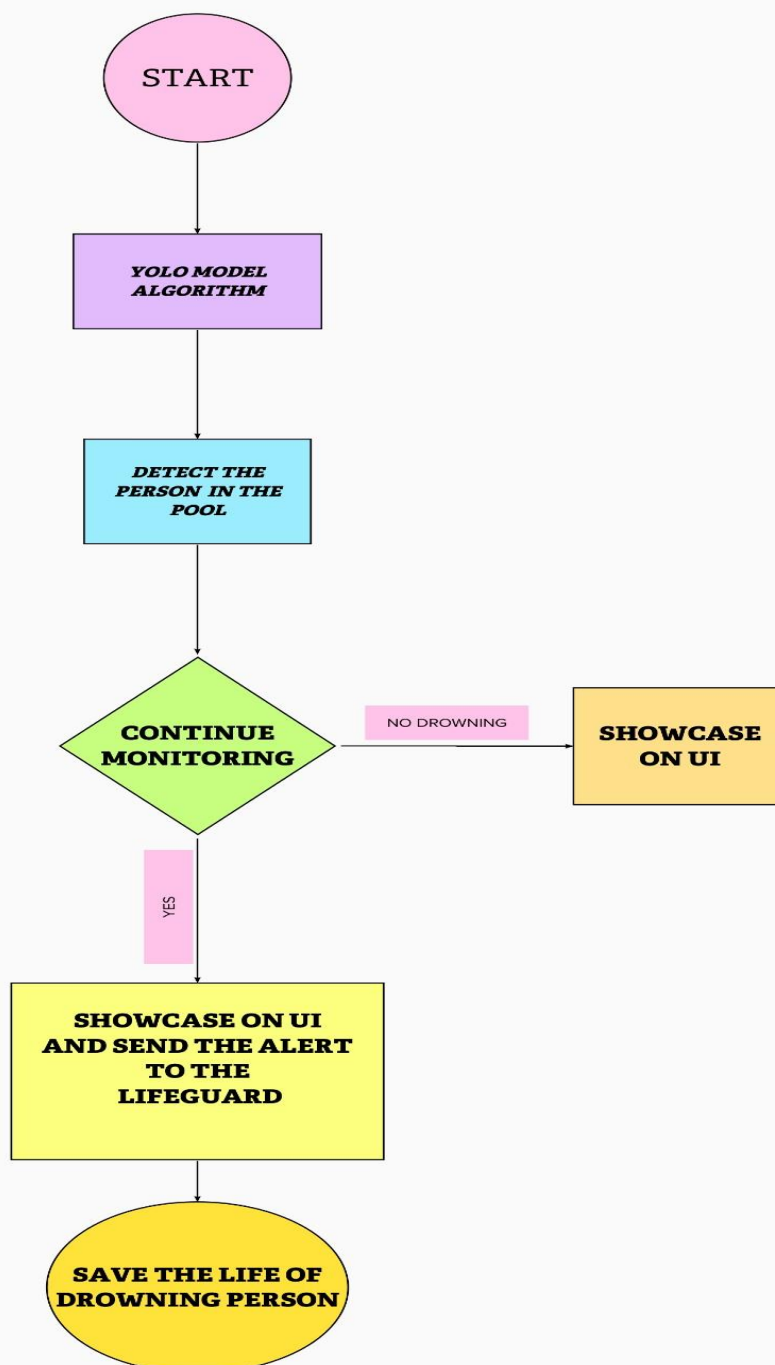 START
YOLO MODEL
ALGORITHM
DETECT THE
PERSON IN THE
POOL
CONTINUE
MONITORING
NO DROWNING
SHOWCASE
ON UI
YES
SHOWCASE ON UI
AND SEND THE ALERT
TO THE
LIFEGUARD
SAVE THE LIFE OF
DROWNING PERSON